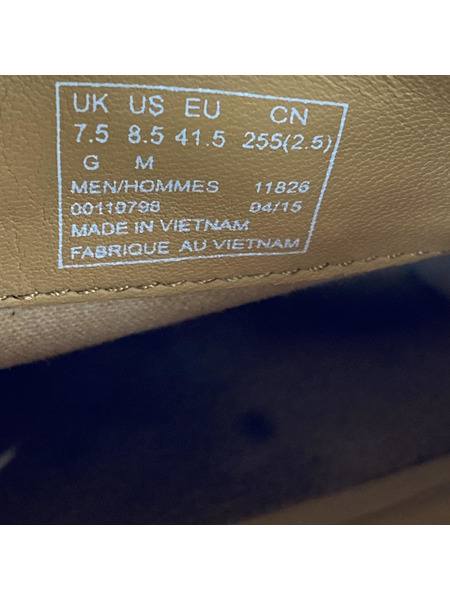 UK US EU CN
7.5 8.5 41.5 255(2.5)
G M
MEN/HOMMES 11826
00110798 04/15
MADE IN VIETNAM
FABRIQUE AU VIETNAM